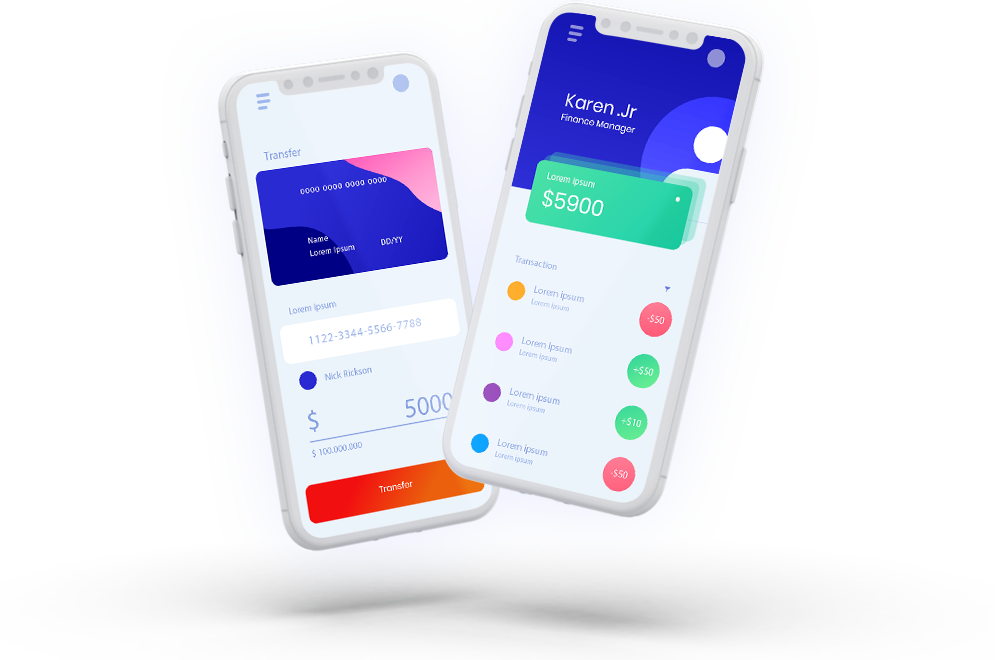 Transfer
0000 0000 0000 0000
Name
Lorem Ipsum
DD/YY
Lorem Ipsum
1122-3344-5566-7788
Nick Rickson
$ 5000
$ 100.000.000
Transfer
Karen .Jr
Finance Manager
Lorem Ipsum
$5900
Transaction
Lorem Ipsum
Lorem Ipsum
-$50
Lorem Ipsum
Lorem Ipsum
+$50
Lorem Ipsum
Lorem Ipsum
+$10
Lorem Ipsum
Lorem Ipsum
-$50